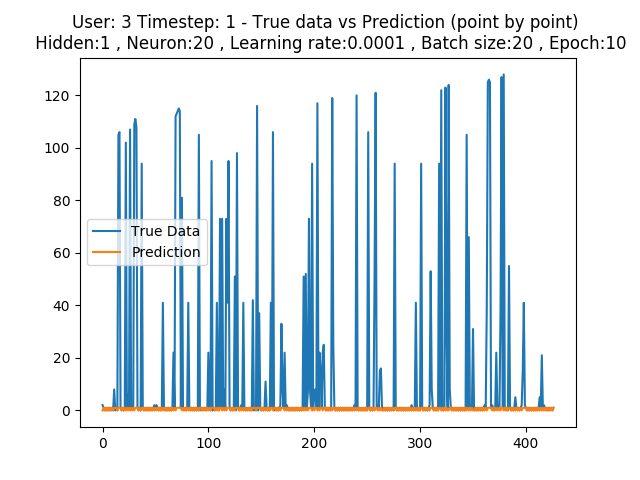 User: 3 Timestep: 1 - True data vs Prediction (point by point)
Hidden:1 , Neuron:20 , Learning rate:0.0001 , Batch size:20 , Epoch:10
120
100
80
60
40
20
0
True Data
Prediction
0 100 200 300 400